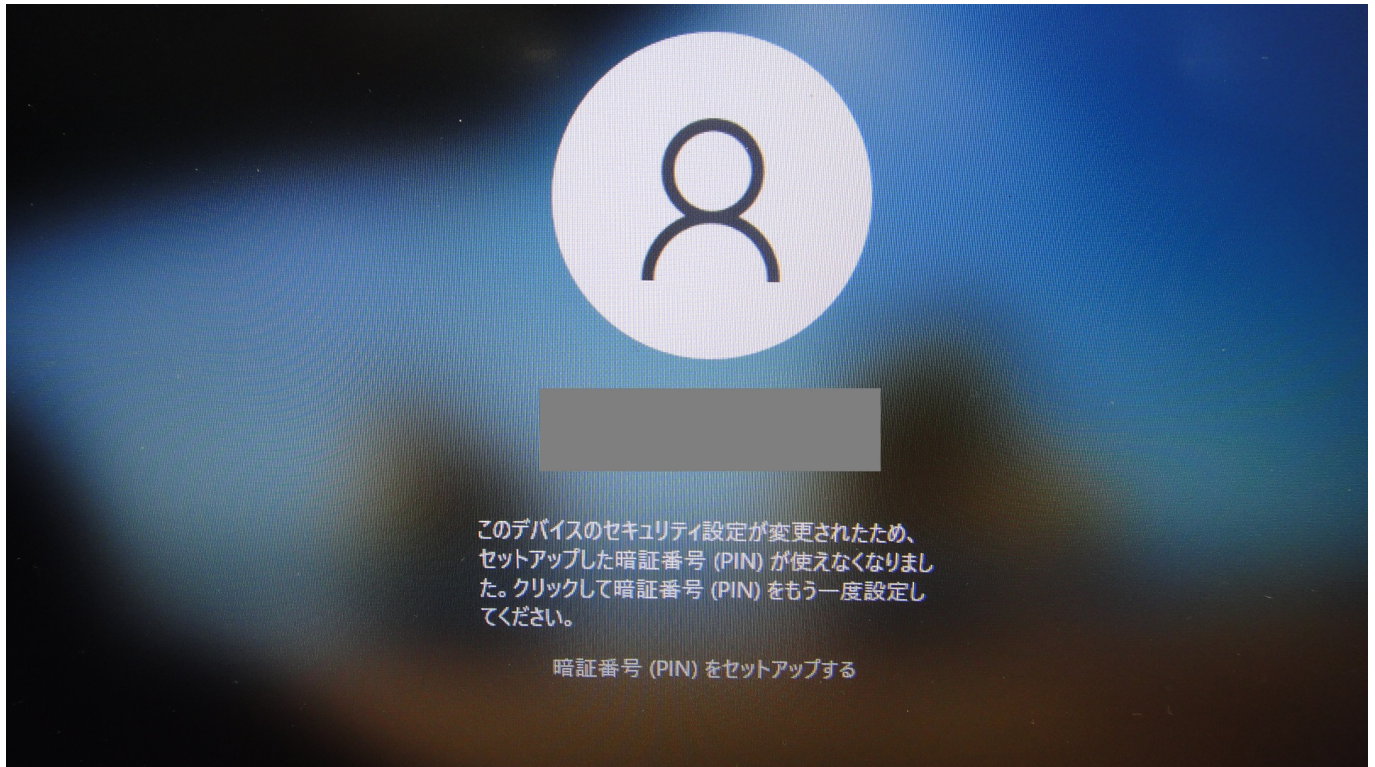 このデバイスのセキュリティ設定が変更されたため、
セットアップした暗証番号 (PIN) が使えなくなりまし
た。クリックして暗証番号 (PIN) をもう一度設定し
てください。
暗証番号 (PIN) をセットアップする